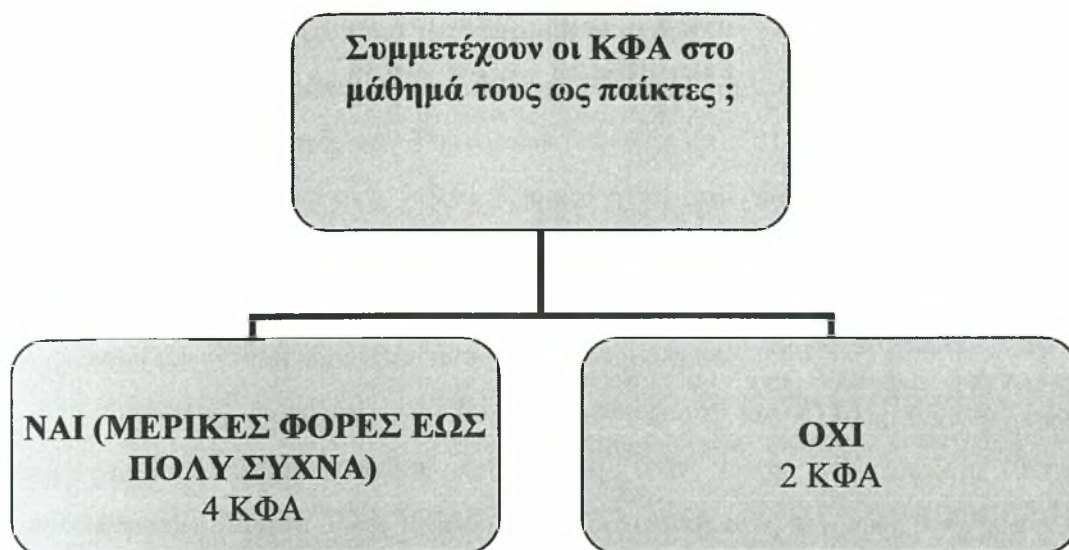 Συμμετέχουν οι ΚΦΑ στο
μάθημά τους ως παίκτες ;
ΝΑΙ (ΜΕΡΙΚΕΣ ΦΟΡΕΣ ΕΩΣ
ΠΟΛΥ ΣΥΧΝΑ)
4 ΚΦΑ
ΟΧΙ
2 ΚΦΑ